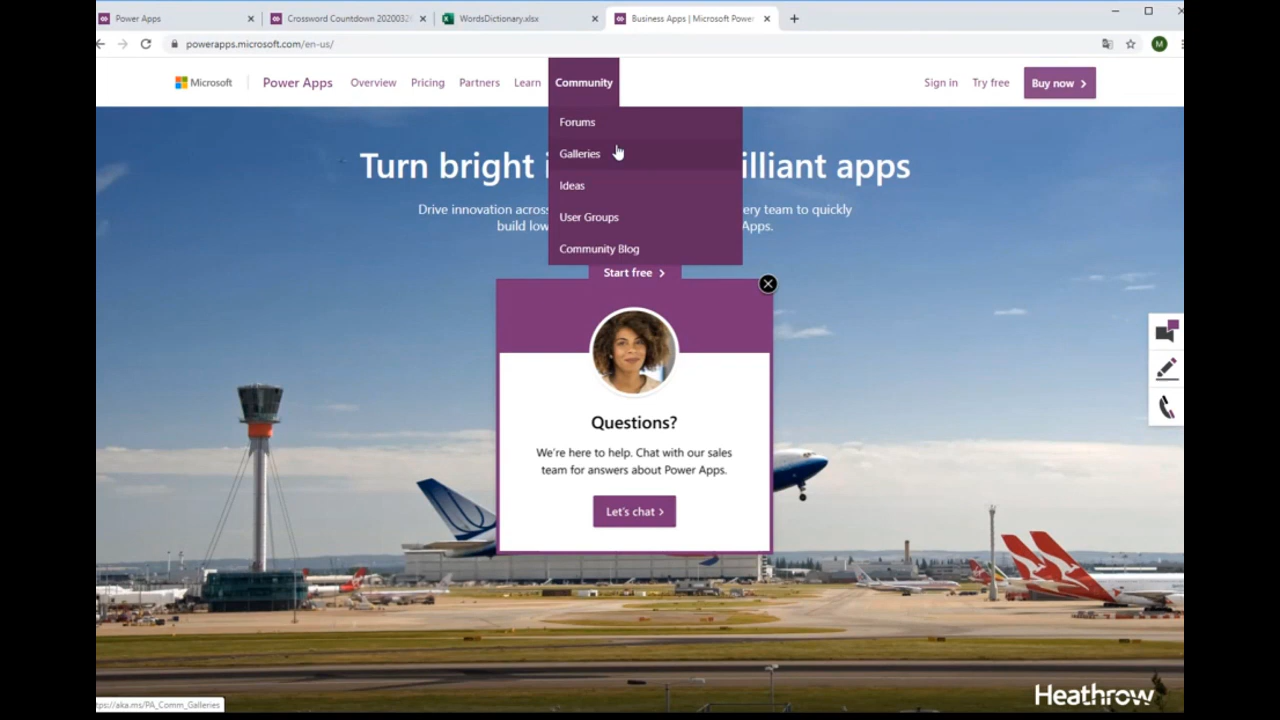 Power Apps
Crossword Countdown 2020032
WordsDictionary.xlsx
Business Apps | Microsoft Powe
powerapps.microsoft.com/en-us/
M
Microsoft
Power Apps
Overview
Pricing
Partners
Learn
Community
Sign in
Try free
Buy now
Forums
Galleries
Ideas
User Groups
Community Blog
Turn bright i illiant apps
Drive innovation across ery team to quickly
build low Apps.
Start free
Questions?
We're here to help. Chat with our sales
team for answers about Power Apps.
Let's chat
Heathrow
tps://aka.ms/PA_Comm_Galleries